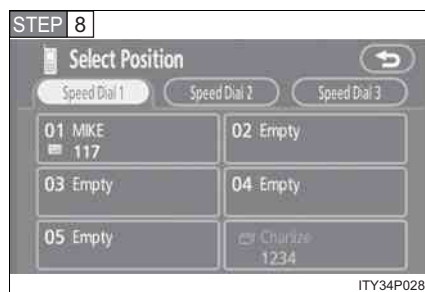 STEP 8
Select Position
Speed Dial 1 Speed Dial 2 Speed Dial 3
01 MIKE 02 Empty
117
03 Empty 04 Empty
05 Empty Charlize
1234
ITY34P028